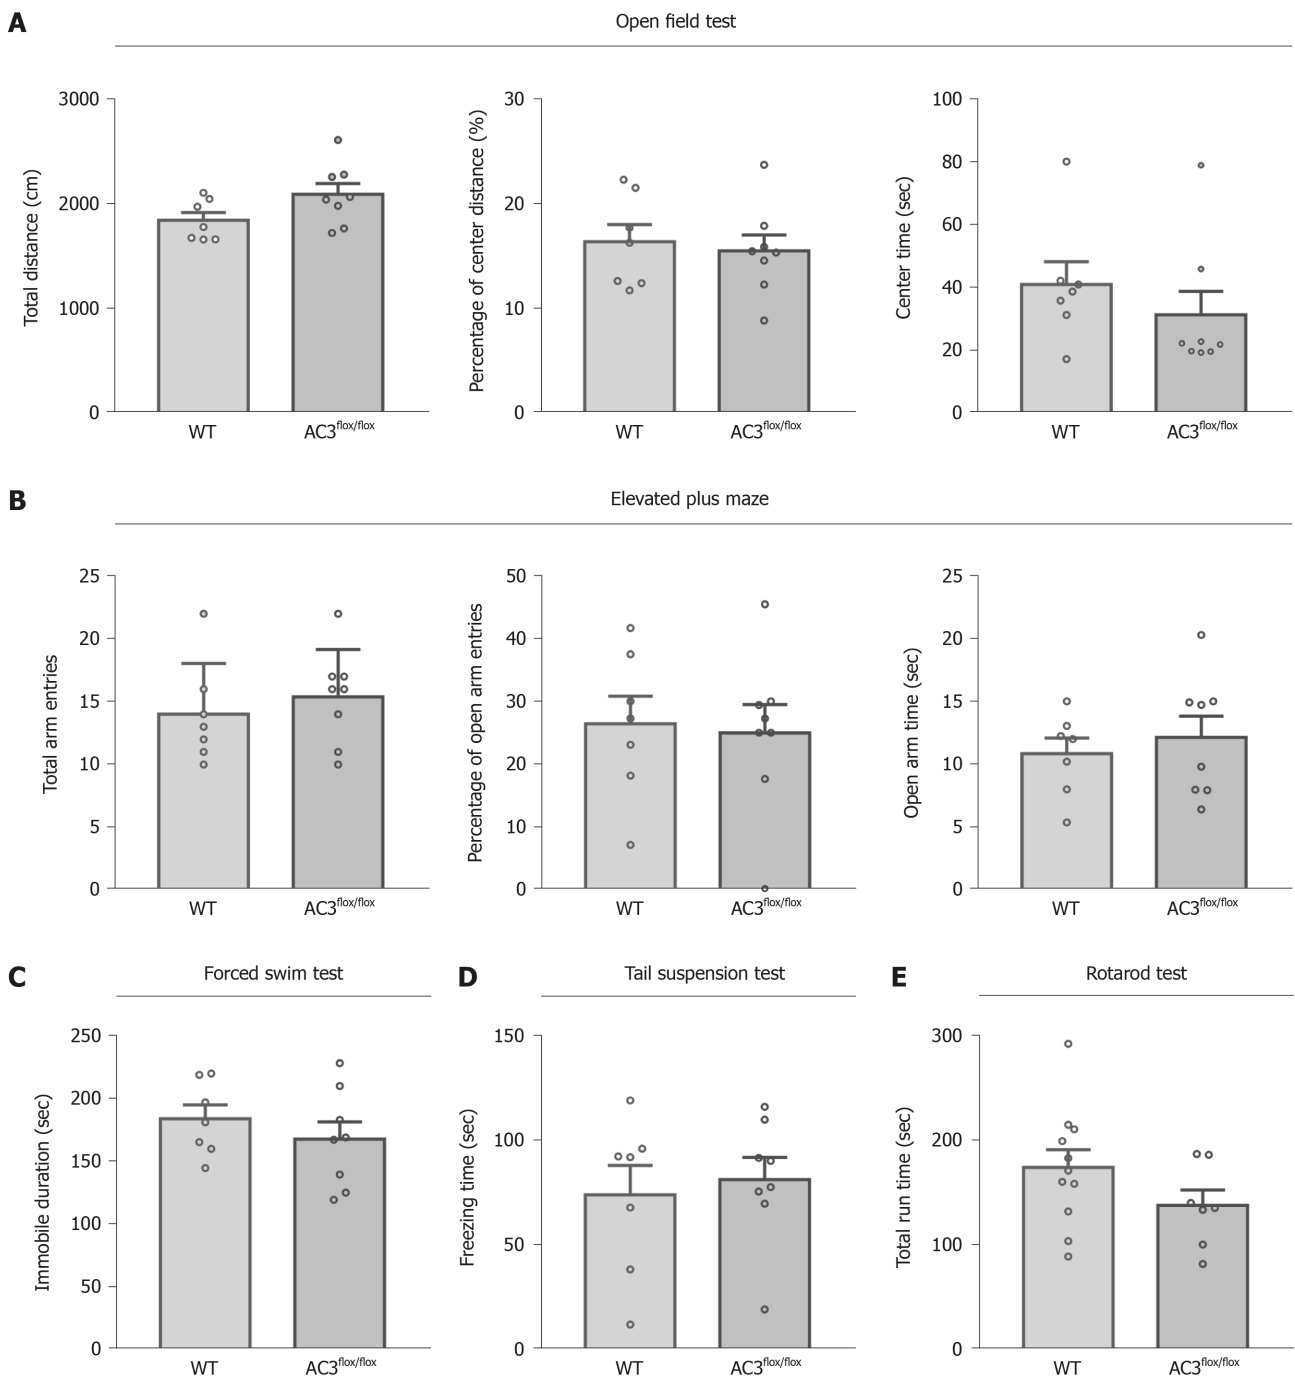 A
Open field test
Total distance (cm)
3000
2000
1000
0
WT
AC3flox/flox
Percentage of center distance (%)
30
20
10
0
WT
AC3flox/flox
Center time (sec)
100
80
60
40
20
0
WT
AC3flox/flox
B
Elevated plus maze
Total arm entries
25
20
15
10
5
0
WT
AC3flox/flox
Percentage of open arm entries
50
40
30
20
10
0
WT
AC3flox/flox
Open arm time (sec)
25
20
15
10
5
0
WT
AC3flox/flox
C
Forced swim test
Immobile duration (sec)
250
200
150
100
50
0
WT
AC3flox/flox
D
Tail suspension test
Freezing time (sec)
150
100
50
0
WT
AC3flox/flox
E
Rotarod test
Total run time (sec)
300
200
100
0
WT
AC3flox/flox